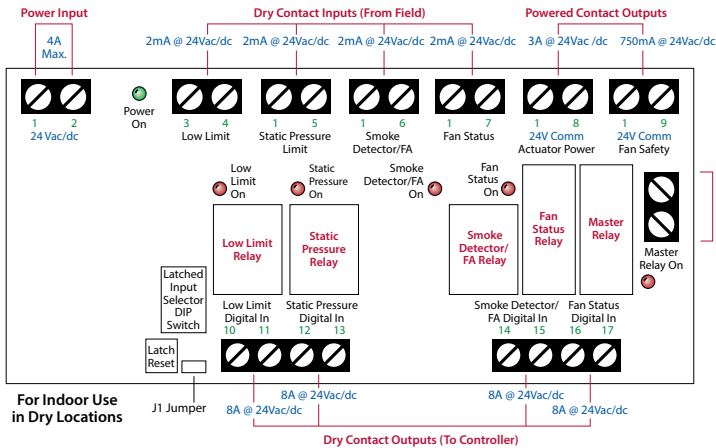 Power Input
Dry Contact Inputs (From Field)
Powered Contact Outputs
4A
Max.
2mA @ 24Vac/dc
2mA @ 24Vac/dc
2mA @ 24Vac/dc
2mA @ 24Vac/dc
3A @ 24Vac /dc
750mA @ 24Vac/dc
1 2
24 Vac/dc
Power
On
3 4
Low Limit
1 5
Static Pressure
Limit
1 6
Smoke
Detector/FA
1 7
Fan Status
1 8
24V Comm
Actuator Power
1 9
24V Comm
Fan Safety
Low
Limit
On
Static
Pressure
On
Smoke
Detector/FA
On
Fan
Status
On
Low Limit
Relay
Static
Pressure
Relay
Smoke
Detector/
FA Relay
Fan
Status
Relay
Master
Relay
Master
Relay On
Latched
Input
Selector
DIP
Switch
Low Limit
Digital In
10 11
Static Pressure
Digital In
12 13
Smoke Detector/
FA Digital In
14 15
Fan Status
Digital In
16 17
Latch
Reset
J1 Jumper
For Indoor Use
in Dry Locations
8A @ 24Vac/dc
8A @ 24Vac/dc
8A @ 24Vac/dc
8A @ 24Vac/dc
Dry Contact Outputs (To Controller)